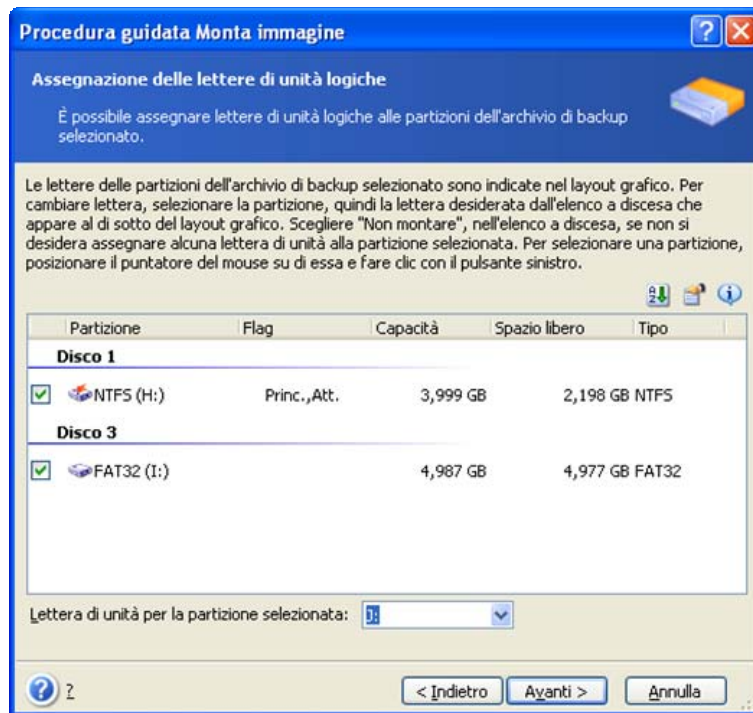 Procedura guidata Monta immagine
Assegnazione delle lettere di unità logiche
È possibile assegnare lettere di unità logiche alle partizioni dell'archivio di backup
selezionato.
Le lettere delle partizioni dell'archivio di backup selezionato sono indicate nel layout grafico. Per
cambiare lettera, selezionare la partizione, quindi la lettera desiderata dall'elenco a discesa che
appare al di sotto del layout grafico. Scegliere "Non montare", nell'elenco a discesa, se non si
desidera assegnare alcuna lettera di unità alla partizione selezionata. Per selezionare una partizione,
posizionare il puntatore del mouse su di essa e fare clic con il pulsante sinistro.
Partizione Flag Capacità Spazio libero Tipo
Disco 1
NTFS (H:) Princ.,Att. 3,999 GB 2,198 GB NTFS
Disco 3
FAT32 (I:) 4,987 GB 4,977 GB FAT32
Lettera di unità per la partizione selezionata:
? < Indietro Avanti > Annulla